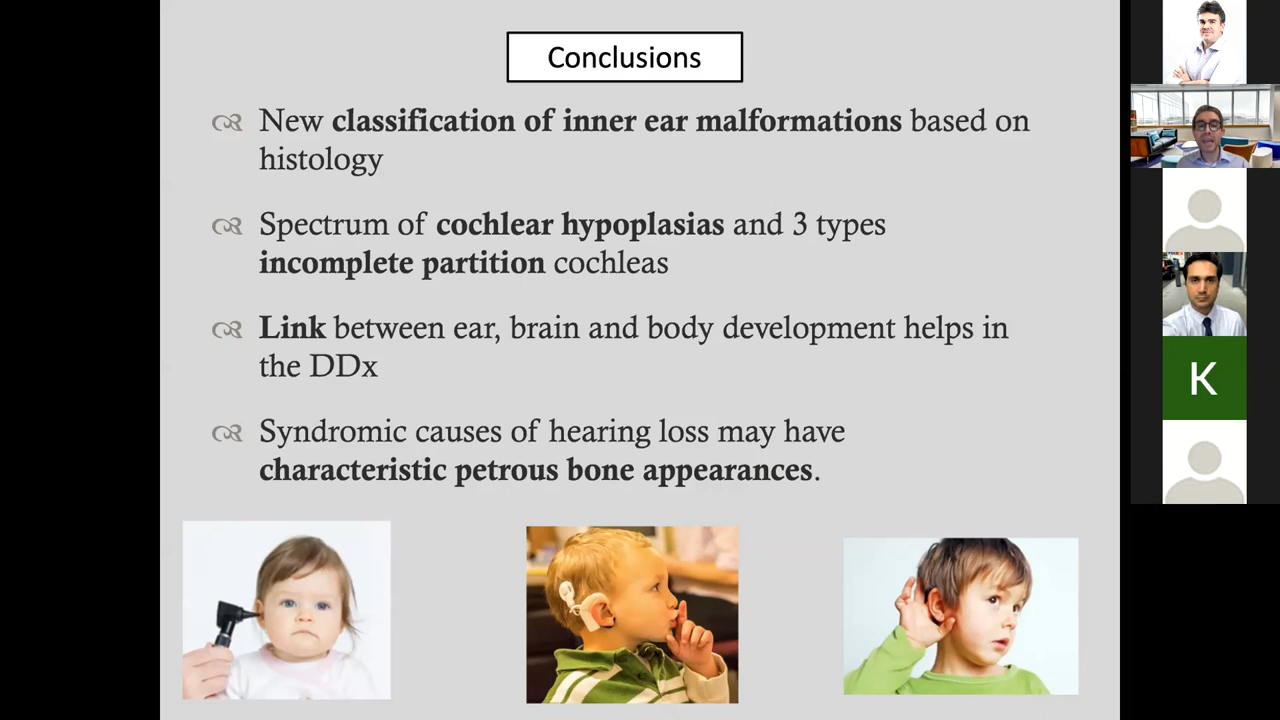 Conclusions
New classification of inner ear malformations based on
histology
Spectrum of cochlear hypoplasias and 3 types
incomplete partition cochleas
Link between ear, brain and body development helps in
the DDx
Syndromic causes of hearing loss may have
characteristic petrous bone appearances.
K